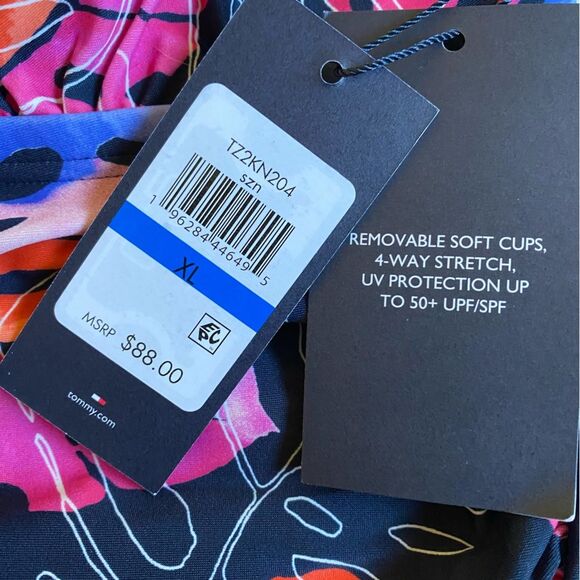 TZ2KN204
szn
1 96284 44649 5
XL
MSRP $88.00
EPC
tommy.com
REMOVABLE SOFT CUPS,
4-WAY STRETCH,
UV PROTECTION UP
TO 50+ UPF/SPF